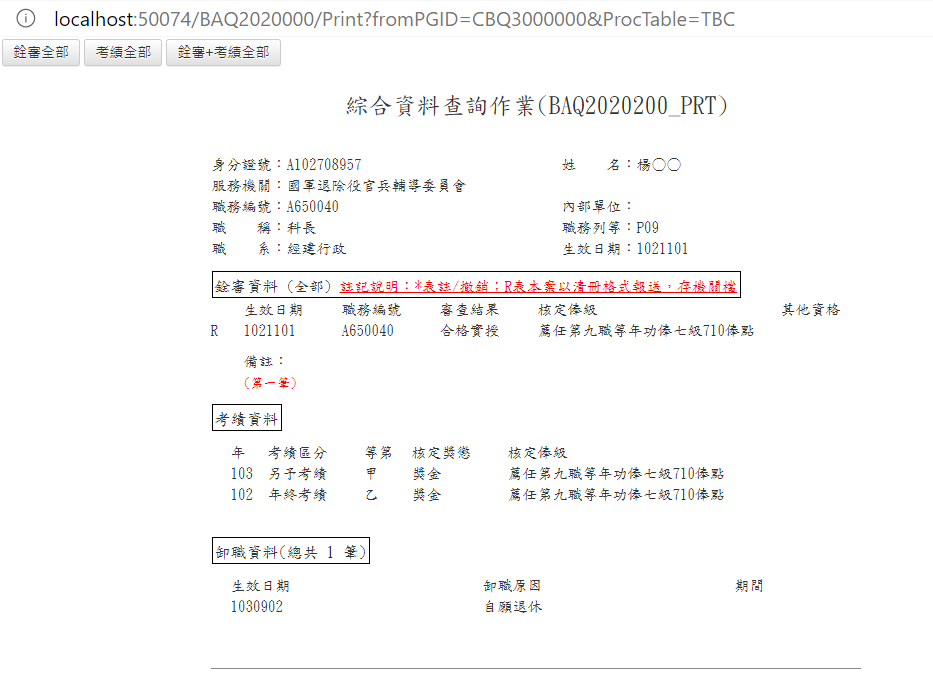 localhost:50074/BAQ2020000/Print?fromPGID=CBQ3000000&ProcTable=TBC
銓審全部 考績全部 銓審+考績全部
綜合資料查詢作業(BAQ2020200_PRT)
身分證號：A102708957 姓　　名：楊〇〇
服務機關：國軍退除役官兵輔導委員會
職務編號：A650040 內部單位：
職　　稱：科長 職務列等：P09
職　　系：經建行政 生效日期：1021101
銓審資料 (全部) 註記說明：*表註/撤銷；R表本案以清冊格式報送，存機關檔
生效日期 職務編號 審查結果 核定俸級 其他資格
R 1021101 A650040 合格實授 薦任第九職等年功俸七級710俸點
備註：
(第一筆)
考績資料
年 考績區分 等第 核定獎懲 核定俸級
103 另予考績 甲 獎金 薦任第九職等年功俸七級710俸點
102 年終考績 乙 獎金 薦任第九職等年功俸七級710俸點
卸職資料(總共 1 筆)
生效日期 卸職原因 期間
1030902 自願退休